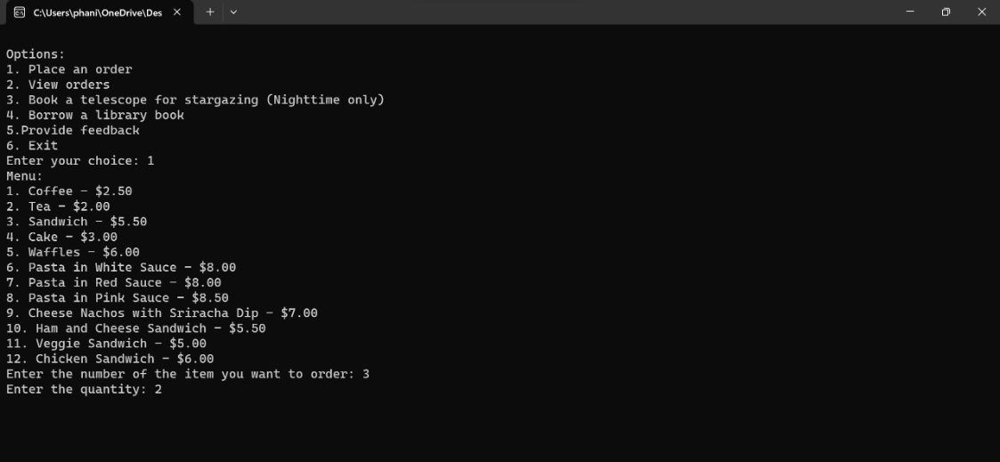 C:\Users\phani\OneDrive\Des
Options:
1. Place an order
2. View orders
3. Book a telescope for stargazing (Nighttime only)
4. Borrow a library book
5.Provide feedback
6. Exit
Enter your choice: 1
Menu:
1. Coffee - $2.50
2. Tea - $2.00
3. Sandwich - $5.50
4. Cake - $3.00
5. Waffles - $6.00
6. Pasta in White Sauce - $8.00
7. Pasta in Red Sauce - $8.00
8. Pasta in Pink Sauce - $8.50
9. Cheese Nachos with Sriracha Dip - $7.00
10. Ham and Cheese Sandwich - $5.50
11. Veggie Sandwich - $5.00
12. Chicken Sandwich - $6.00
Enter the number of the item you want to order: 3
Enter the quantity: 2